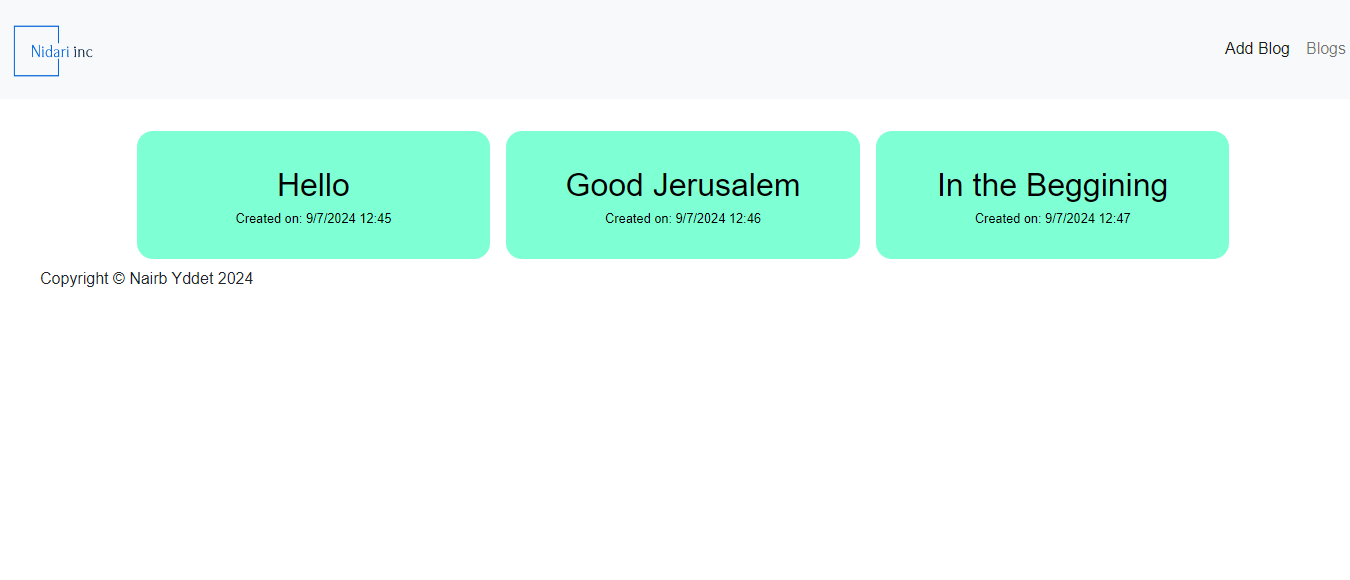 Nidari inc
Add Blog Blogs
Hello
Created on: 9/7/2024 12:45
Good Jerusalem
Created on: 9/7/2024 12:46
In the Beggining
Created on: 9/7/2024 12:47
Copyright © Nairb Yddet 2024